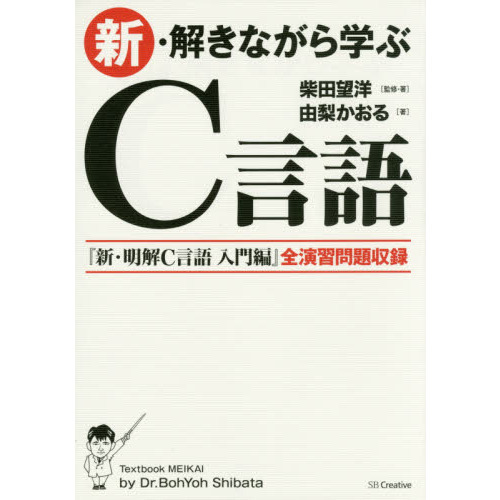 新・解きながら学ぶ
柴田望洋 [監修・著]
由梨かおる [著]
C言語
『新・明解C言語 入門編』全演習問題収録
Textbook MEIKAI
by Dr.BohYoh Shibata
SB Creative